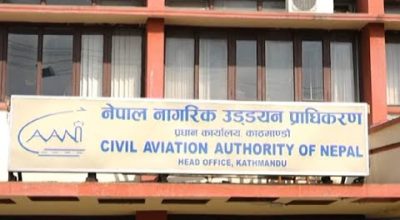 CAAN
नेपाल नागरिक उड्डयन प्राधिकरण
प्रधान कार्यालय, काठमाण्डौ
CIVIL AVIATION AUTHORITY OF NEPAL
HEAD OFFICE, KATHMANDU